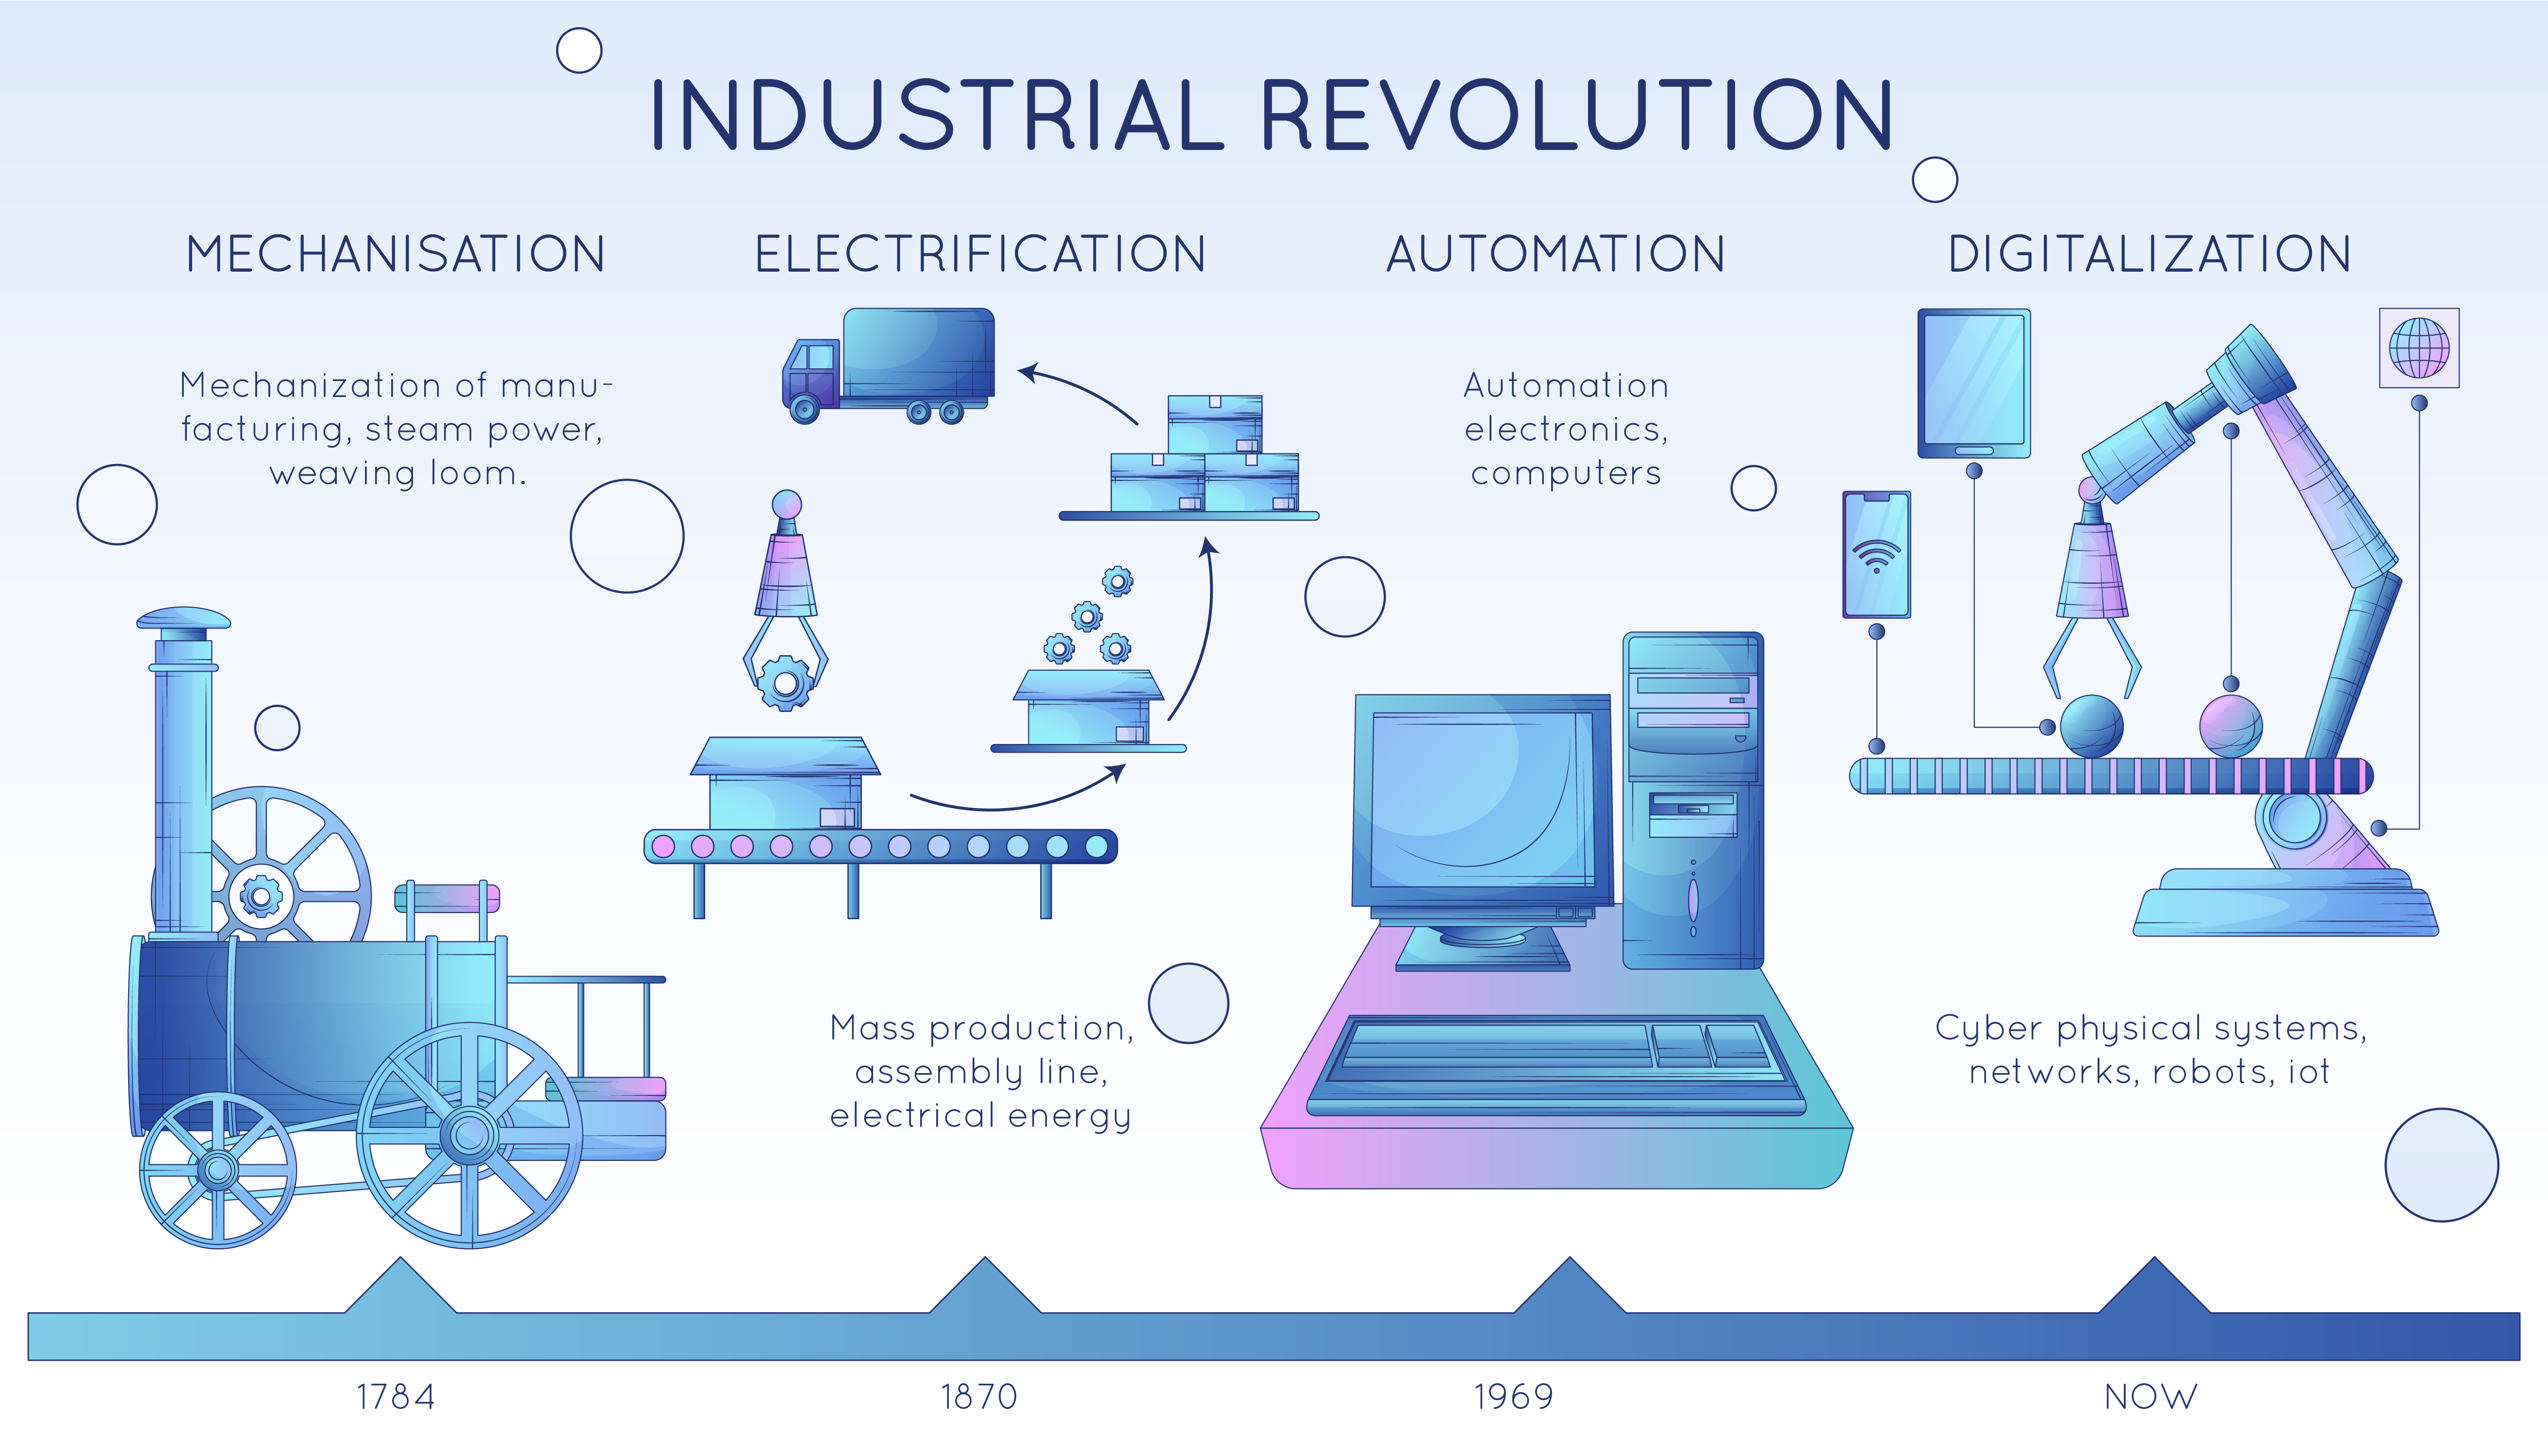 INDUSTRIAL REVOLUTION
MECHANISATION
Mechanization of manu-
facturing, steam power,
weaving loom.
ELECTRIFICATION
Mass production,
assembly line,
electrical energy
AUTOMATION
Automation
electronics,
computers
DIGITALIZATION
Cyber physical systems,
networks, robots, iot
1784
1870
1969
NOW